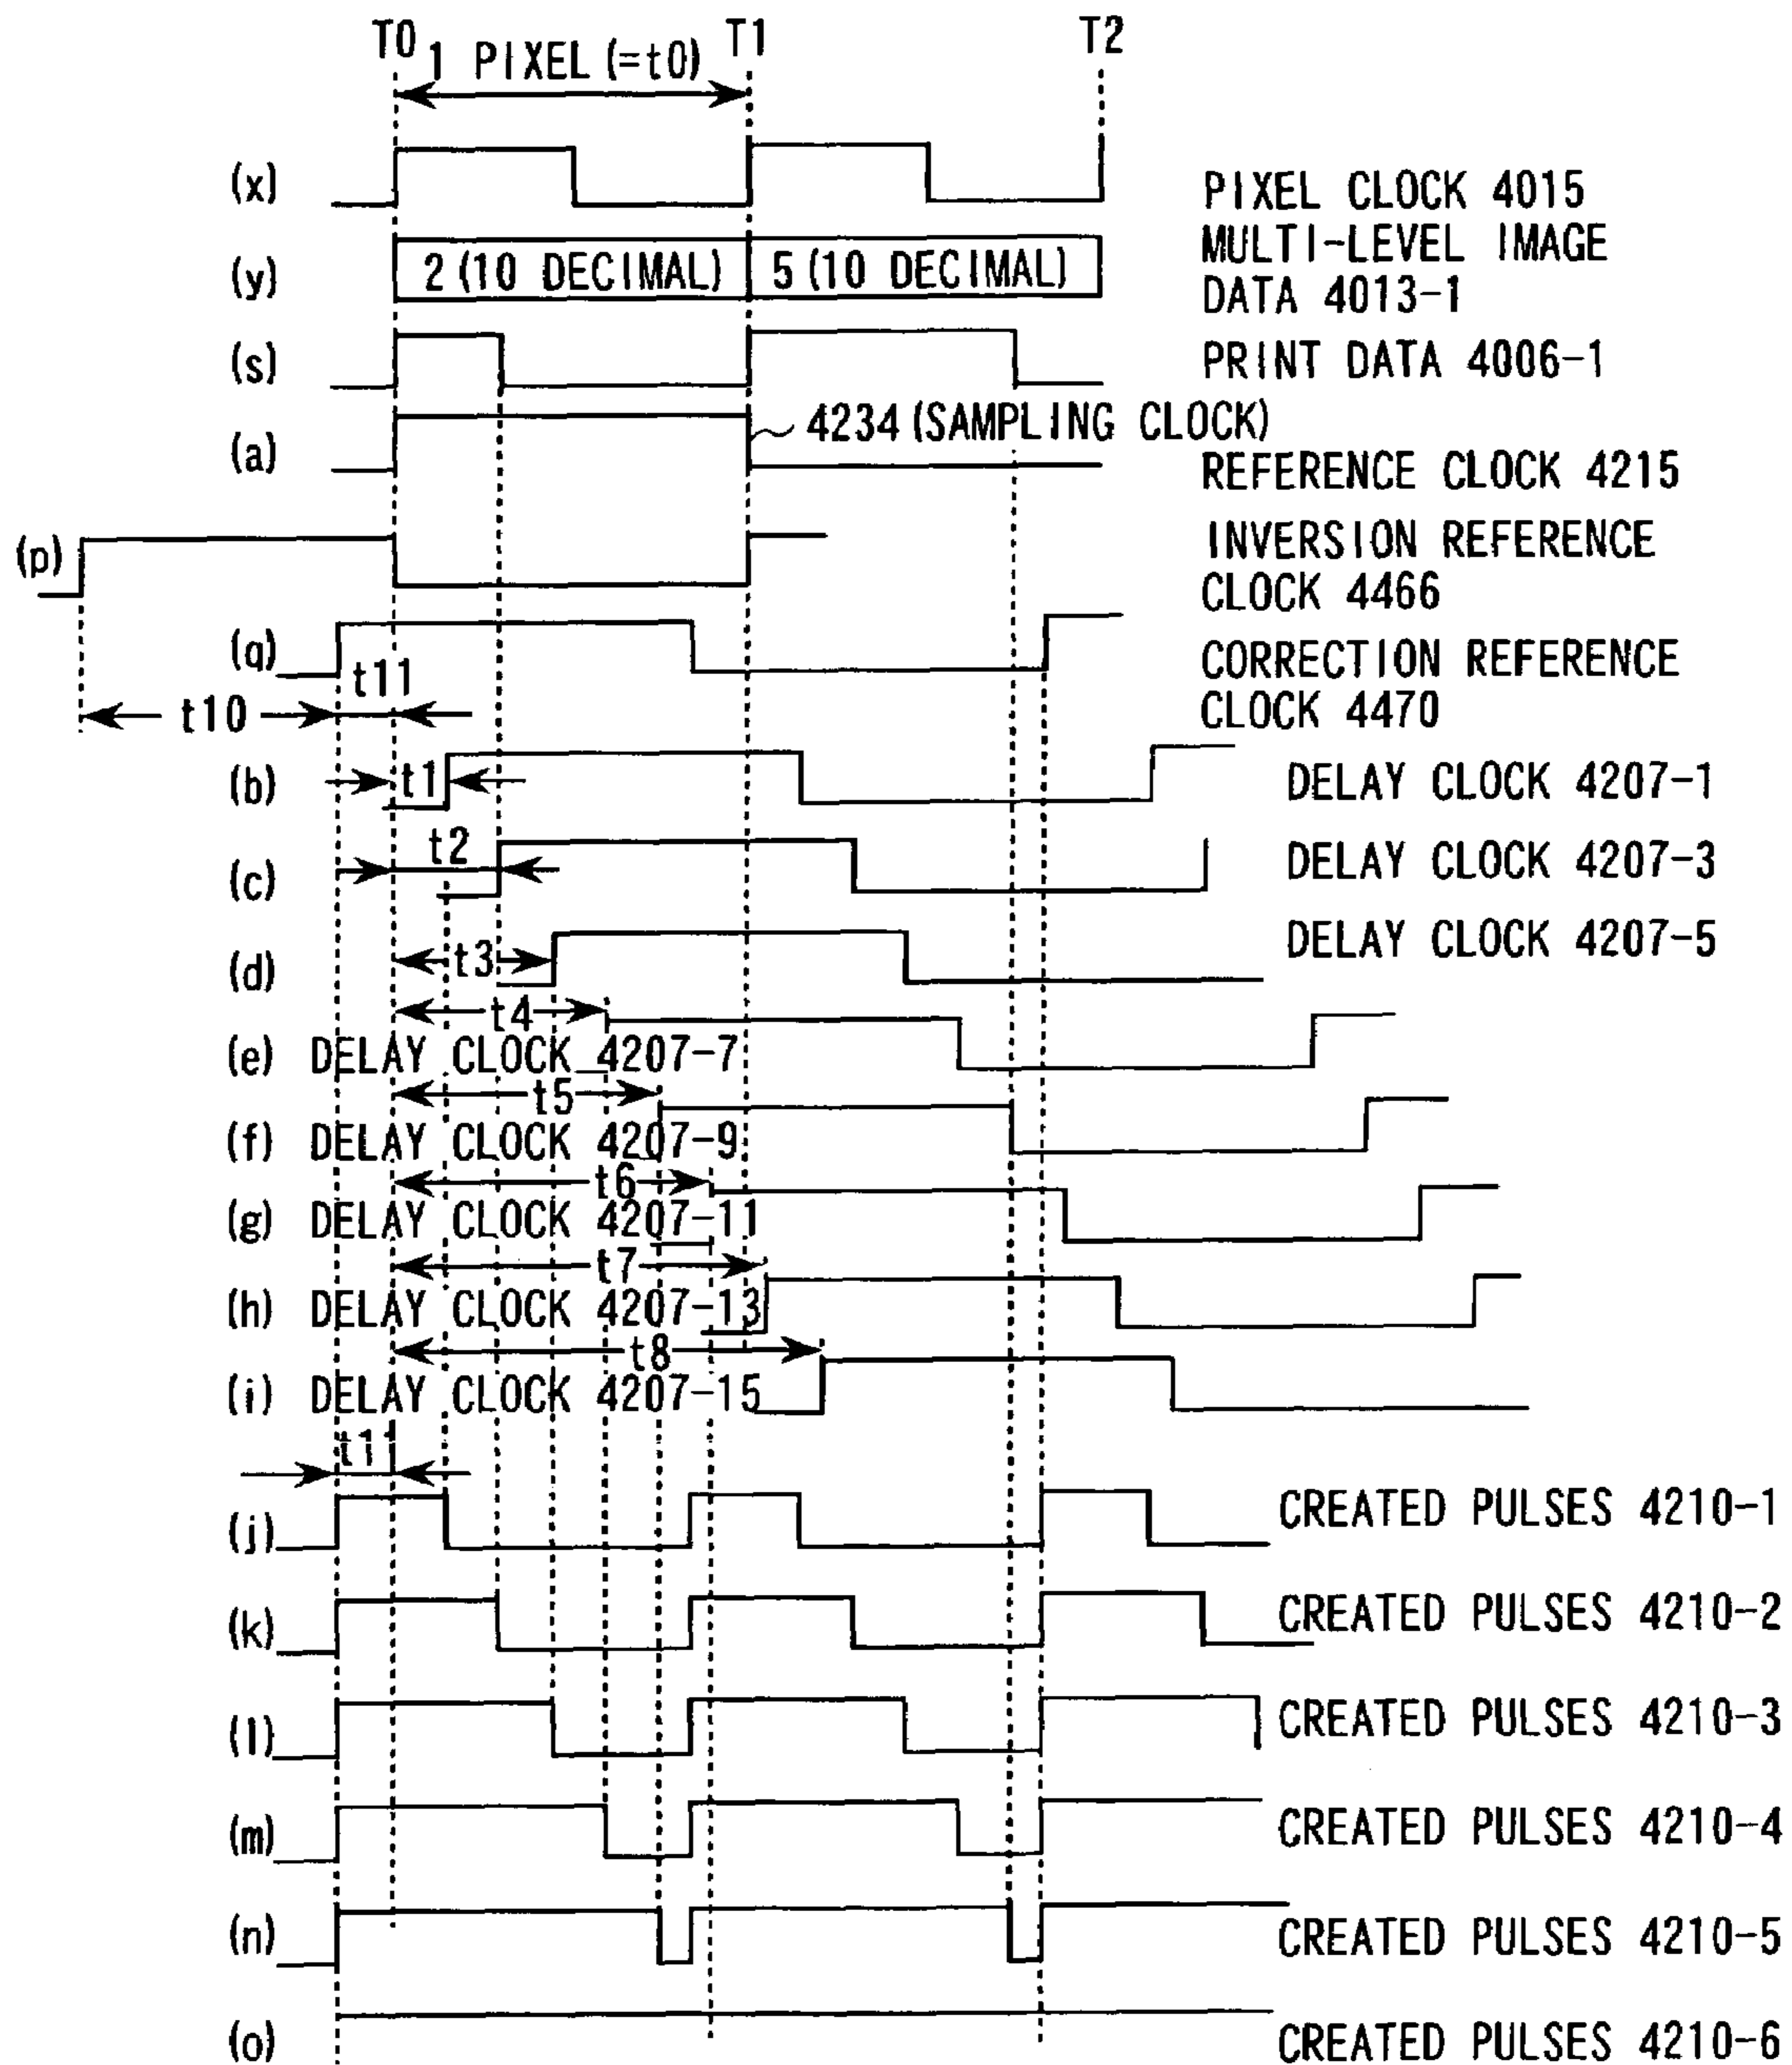 T0 1 PIXEL (=t0) T1 T2
(x) PIXEL CLOCK 4015
(y) 2 (10 DECIMAL) 5 (10 DECIMAL) MULTI-LEVEL IMAGE
DATA 4013-1
(s) PRINT DATA 4006-1
(a) 4234 (SAMPLING CLOCK)
REFERENCE CLOCK 4215
(p) INVERSION REFERENCE
CLOCK 4466
(q) CORRECTION REFERENCE
CLOCK 4470
t11
t10
(b) t1 DELAY CLOCK 4207-1
(c) t2 DELAY CLOCK 4207-3
(d) t3 DELAY CLOCK 4207-5
t4
(e) DELAY CLOCK 4207-7
t5
(f) DELAY CLOCK 4207-9
t6
(g) DELAY CLOCK 4207-11
t7
(h) DELAY CLOCK 4207-13
t8
(i) DELAY CLOCK 4207-15
t11
(j) CREATED PULSES 4210-1
(k) CREATED PULSES 4210-2
(l) CREATED PULSES 4210-3
(m) CREATED PULSES 4210-4
(n) CREATED PULSES 4210-5
(o) CREATED PULSES 4210-6